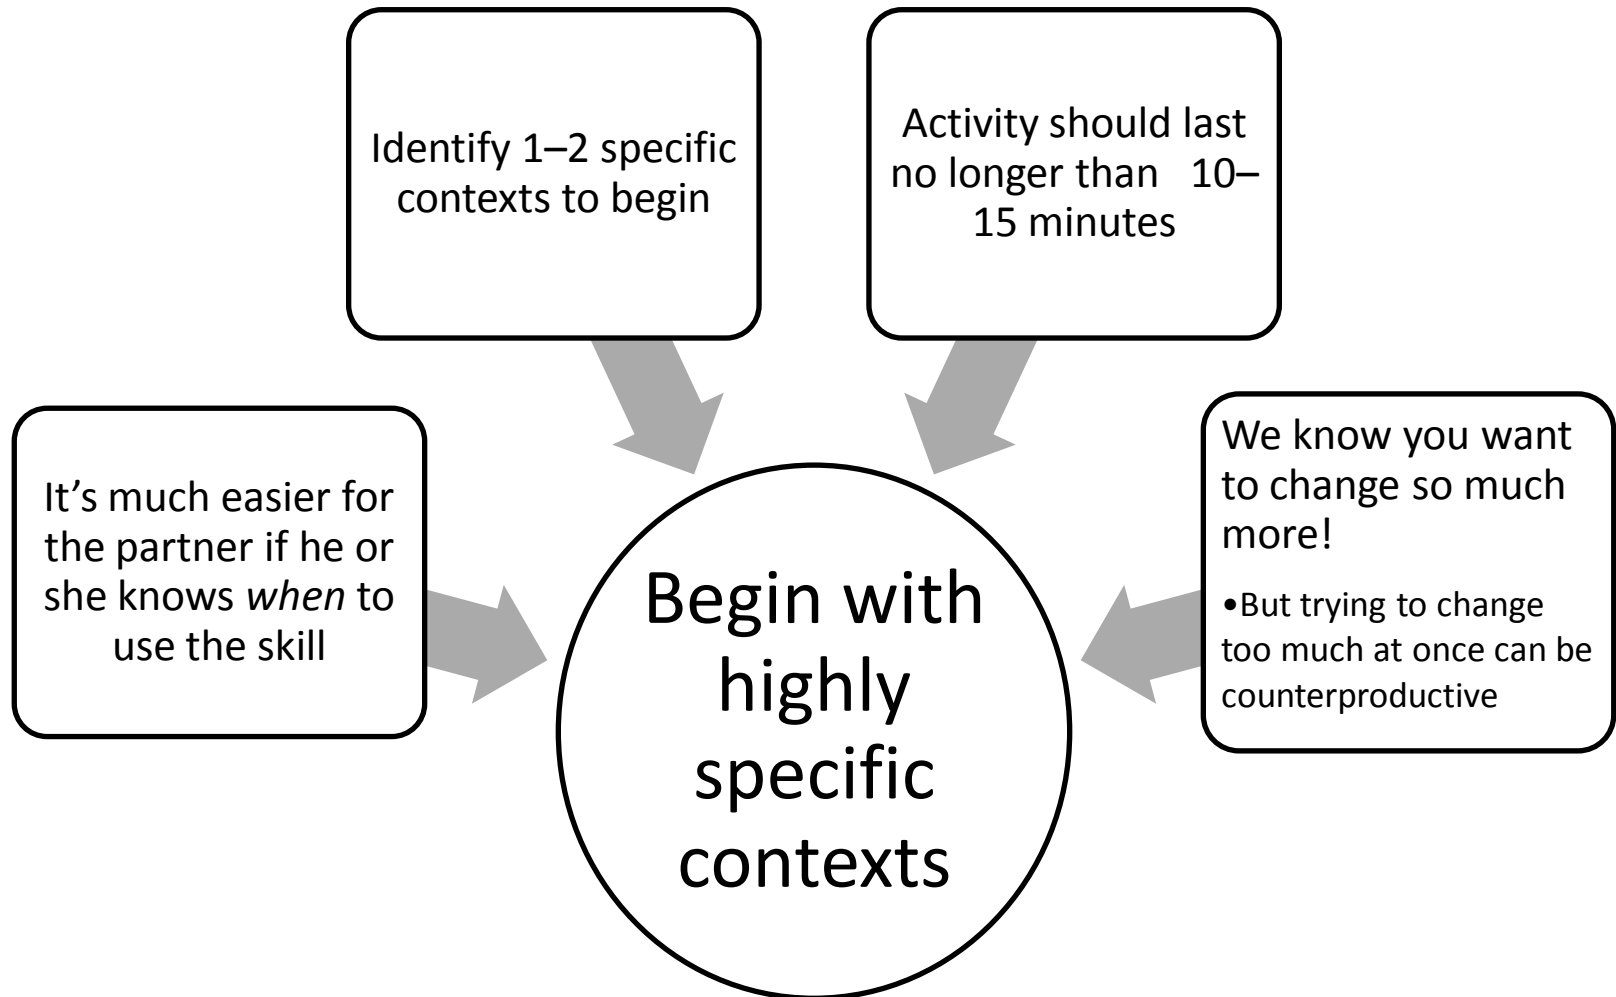 Identify 1–2 specific
contexts to begin
Activity should last
no longer than 10–
15 minutes
It’s much easier for
the partner if he or
she knows when to
use the skill
We know you want
to change so much
more!
•But trying to change
too much at once can be
counterproductive
Begin with
highly
specific
contexts